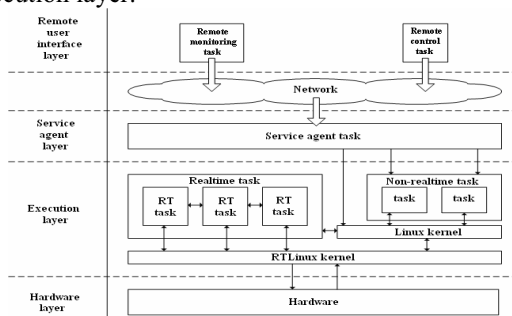 cution layer.
Remote
user
interface
layer
Remote
monitoring
task
Remote
control
task
Network
Service
agent
layer
Service agent task
Execution
layer
Realtime task
RT
task
RT
task
RT
task
Non-realtime task
task
task
Linux kernel
RTLinux kernel
Hardware
layer
Hardware